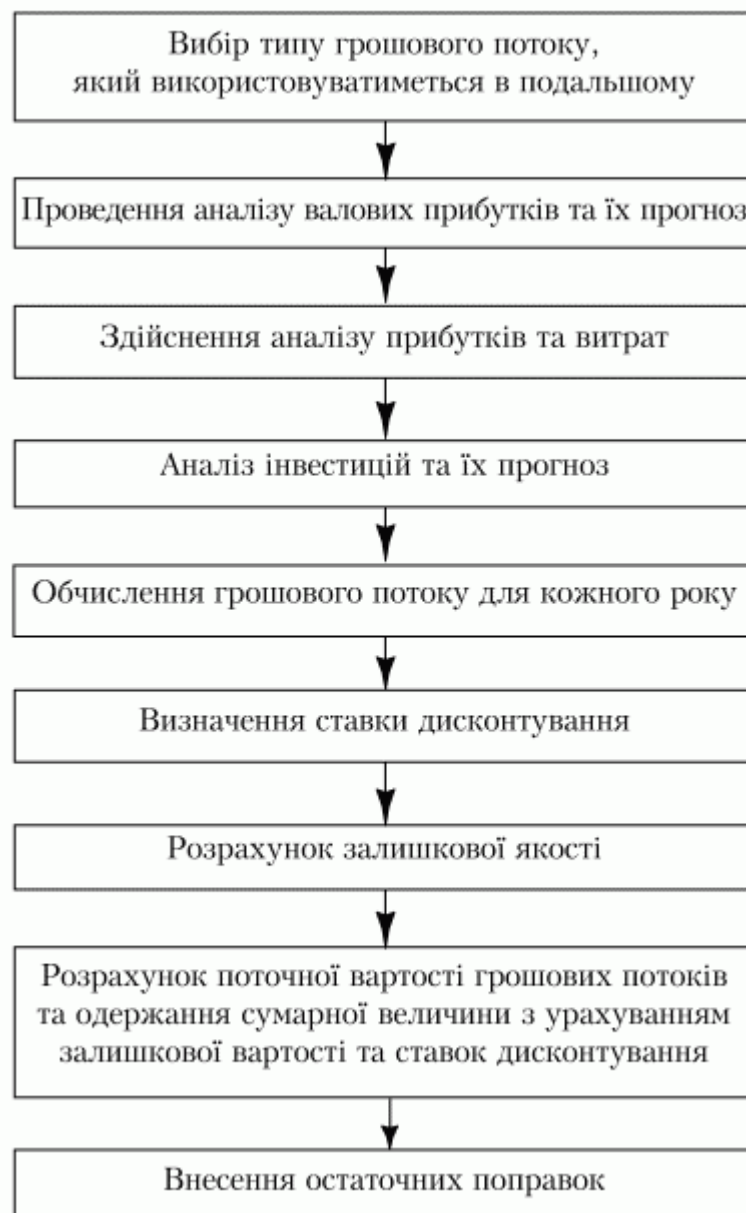 Вибір типу грошового потоку,
який використовуватиметься в подальшому
Проведення аналізу валових прибутків та їх прогноз
Здійснення аналізу прибутків та витрат
Аналіз інвестицій та їх прогноз
Обчислення грошового потоку для кожного року
Визначення ставки дисконтування
Розрахунок залишкової якості
Розрахунок поточної вартості грошових потоків
та одержання сумарної величини з урахуванням
залишкової вартості та ставок дисконтування
Внесення остаточних поправок